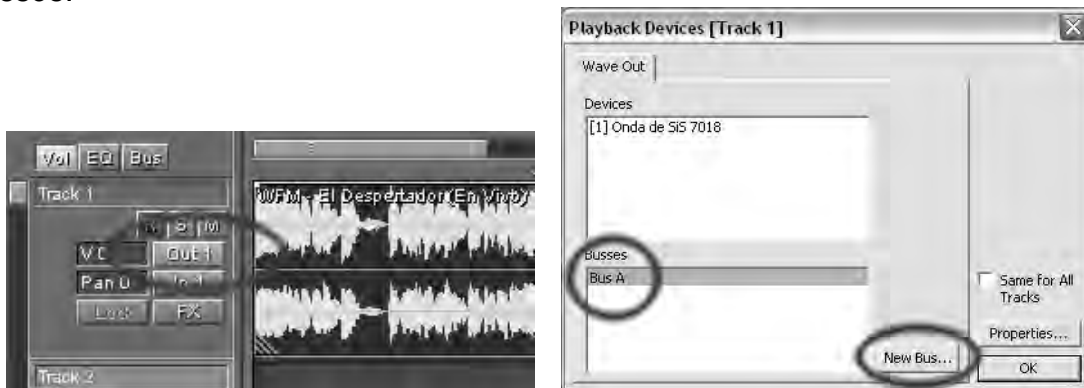 Vol EQ Bus
Track 1
R S M
V 0 Out 1
Pan 0
Lock FX
Track 2
WFM - El Despertador (En Vivo)
Playback Devices [Track 1]
Wave Out
Devices
[1] Onda de SiS 7018
Busses
Bus A
Same for All
Tracks
Properties...
New Bus...
OK